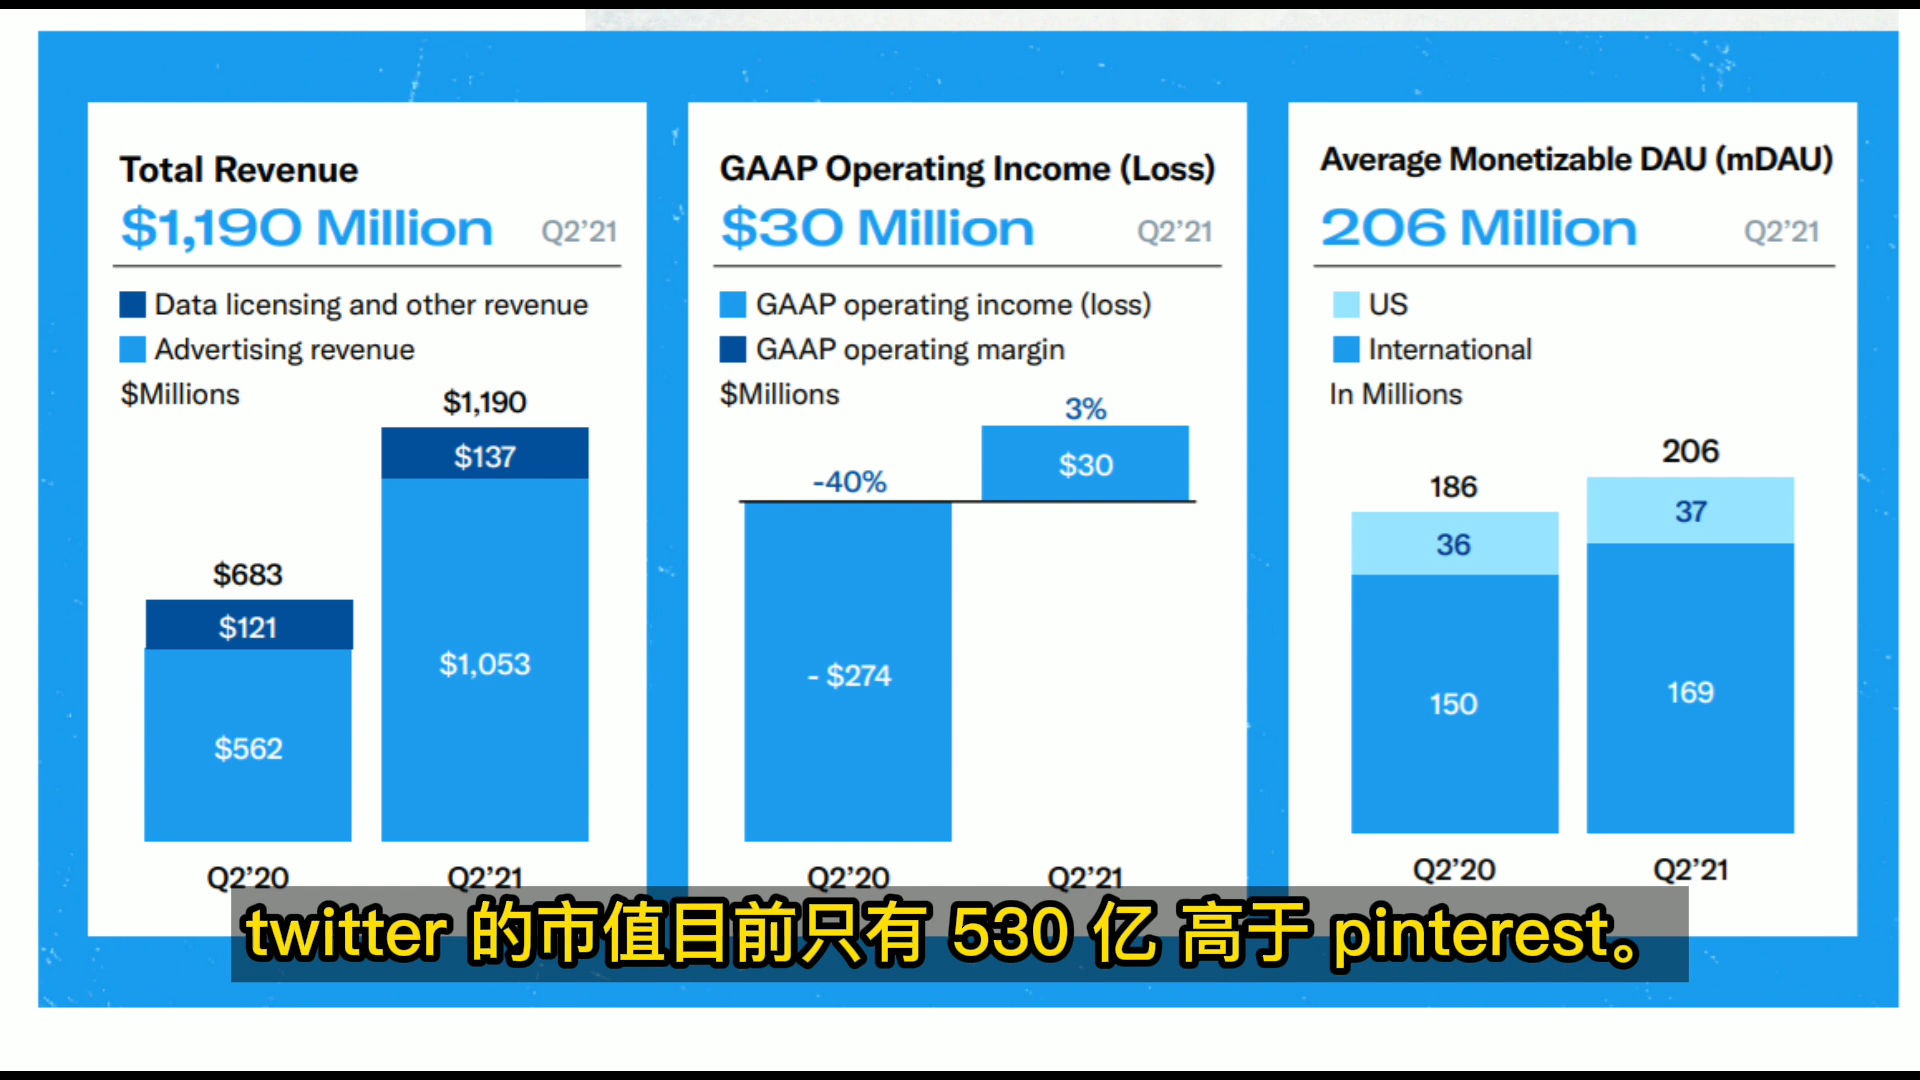 Total Revenue
$1,190 Million Q2’21
Data licensing and other revenue
Advertising revenue
$Millions
$1,190
$137
$683
$121
$1,053
$562
Q2’20 Q2’21
GAAP Operating Income (Loss)
$30 Million Q2’21
GAAP operating income (loss)
GAAP operating margin
$Millions
3%
$30
-40%
- $274
Q2’20 Q2’21
Average Monetizable DAU (mDAU)
206 Million Q2’21
US
International
In Millions
206
186
37
36
169
150
Q2’20 Q2’21
twitter 的市值目前只有 530 亿 高于 pinterest。